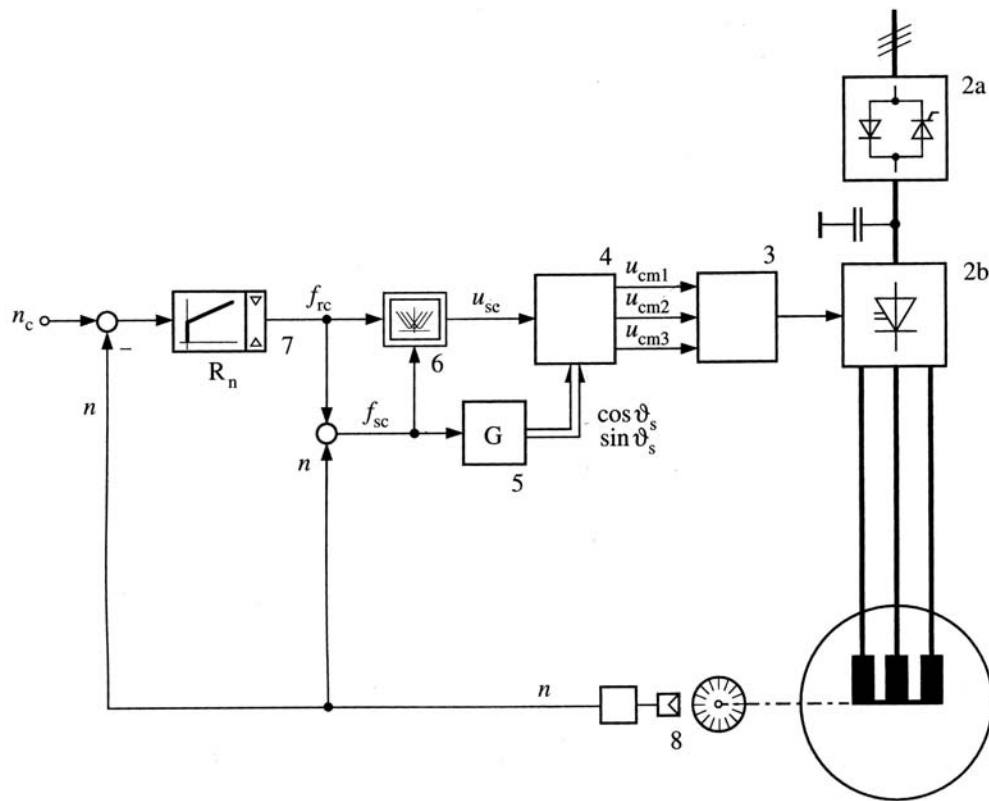 2a
3
4
2b
u_cm1
u_cm2
u_cm3
f_rc
u_sc
n_c
−
7
6
R_n
n
f_sc
n
G
cos ϑ_s
sin ϑ_s
5
n
8